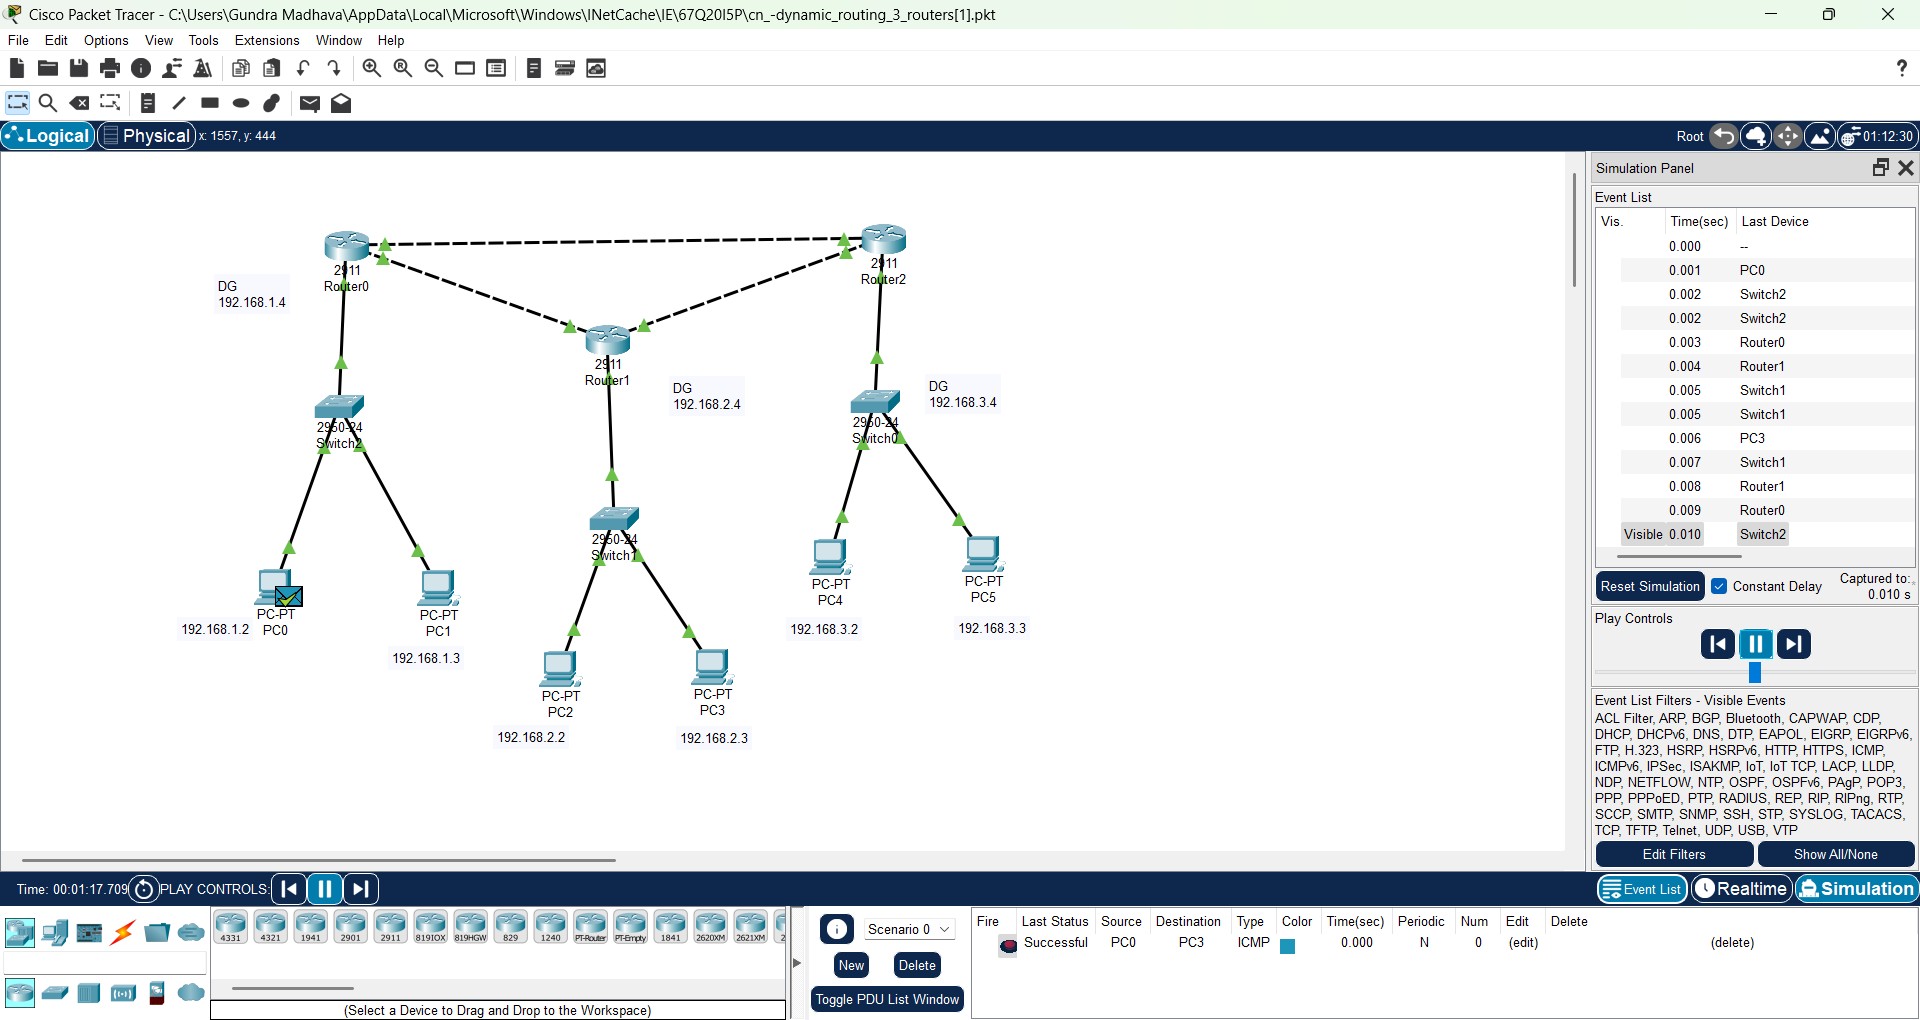 Cisco Packet Tracer - C:\Users\Gundra Madhava\AppData\Local\Microsoft\Windows\INetCache\IE\67Q20I5P\cn_-dynamic_routing_3_routers[1].pkt
File Edit Options View Tools Extensions Window Help
Logical Physical x: 1557, y: 444
Root 01:12:30
2911
Router0
DG
192.168.1.4
2911
Router2
2911
Router1
DG
192.168.2.4
DG
192.168.3.4
2950-24
Switch2
2950-24
Switch0
2950-24
Switch1
PC-PT
PC0
192.168.1.2
PC-PT
PC1
192.168.1.3
PC-PT
PC2
192.168.2.2
PC-PT
PC3
192.168.2.3
PC-PT
PC4
192.168.3.2
PC-PT
PC5
192.168.3.3
Simulation Panel
Event List
Vis. Time(sec) Last Device
0.000 --
0.001 PC0
0.002 Switch2
0.002 Switch2
0.003 Router0
0.004 Router1
0.005 Switch1
0.005 Switch1
0.006 PC3
0.007 Switch1
0.008 Router1
0.009 Router0
Visible 0.010 Switch2
Reset Simulation Constant Delay Captured to:
0.010 s
Play Controls
Event List Filters - Visible Events
ACL Filter, ARP, BGP, Bluetooth, CAPWAP, CDP,
DHCP, DHCPv6, DNS, DTP, EAPOL, EIGRP, EIGRPv6,
FTP, H.323, HSRP, HSRPv6, HTTP, HTTPS, ICMP,
ICMPv6, IPSec, ISAKMP, IoT, IoT TCP, LACP, LLDP,
NDP, NETFLOW, NTP, OSPF, OSPFv6, PAgP, POP3,
PPP, PPPoED, PTP, RADIUS, REP, RIP, RIPng, RTP,
SCCP, SMTP, SNMP, SSH, STP, SYSLOG, TACACS,
TCP, TFTP, Telnet, UDP, USB, VTP
Edit Filters Show All/None
Time: 00:01:17.709 PLAY CONTROLS:
Event List Realtime Simulation
4331 4321 1941 2901 2911 819IOX 819HGW 829 1240 PT-Router PT-Empty 1841 2620XM 2621XM 2
(Select a Device to Drag and Drop to the Workspace)
Scenario 0
New Delete
Toggle PDU List Window
Fire Last Status Source Destination Type Color Time(sec) Periodic Num Edit Delete
Successful PC0 PC3 ICMP 0.000 N 0 (edit) (delete)